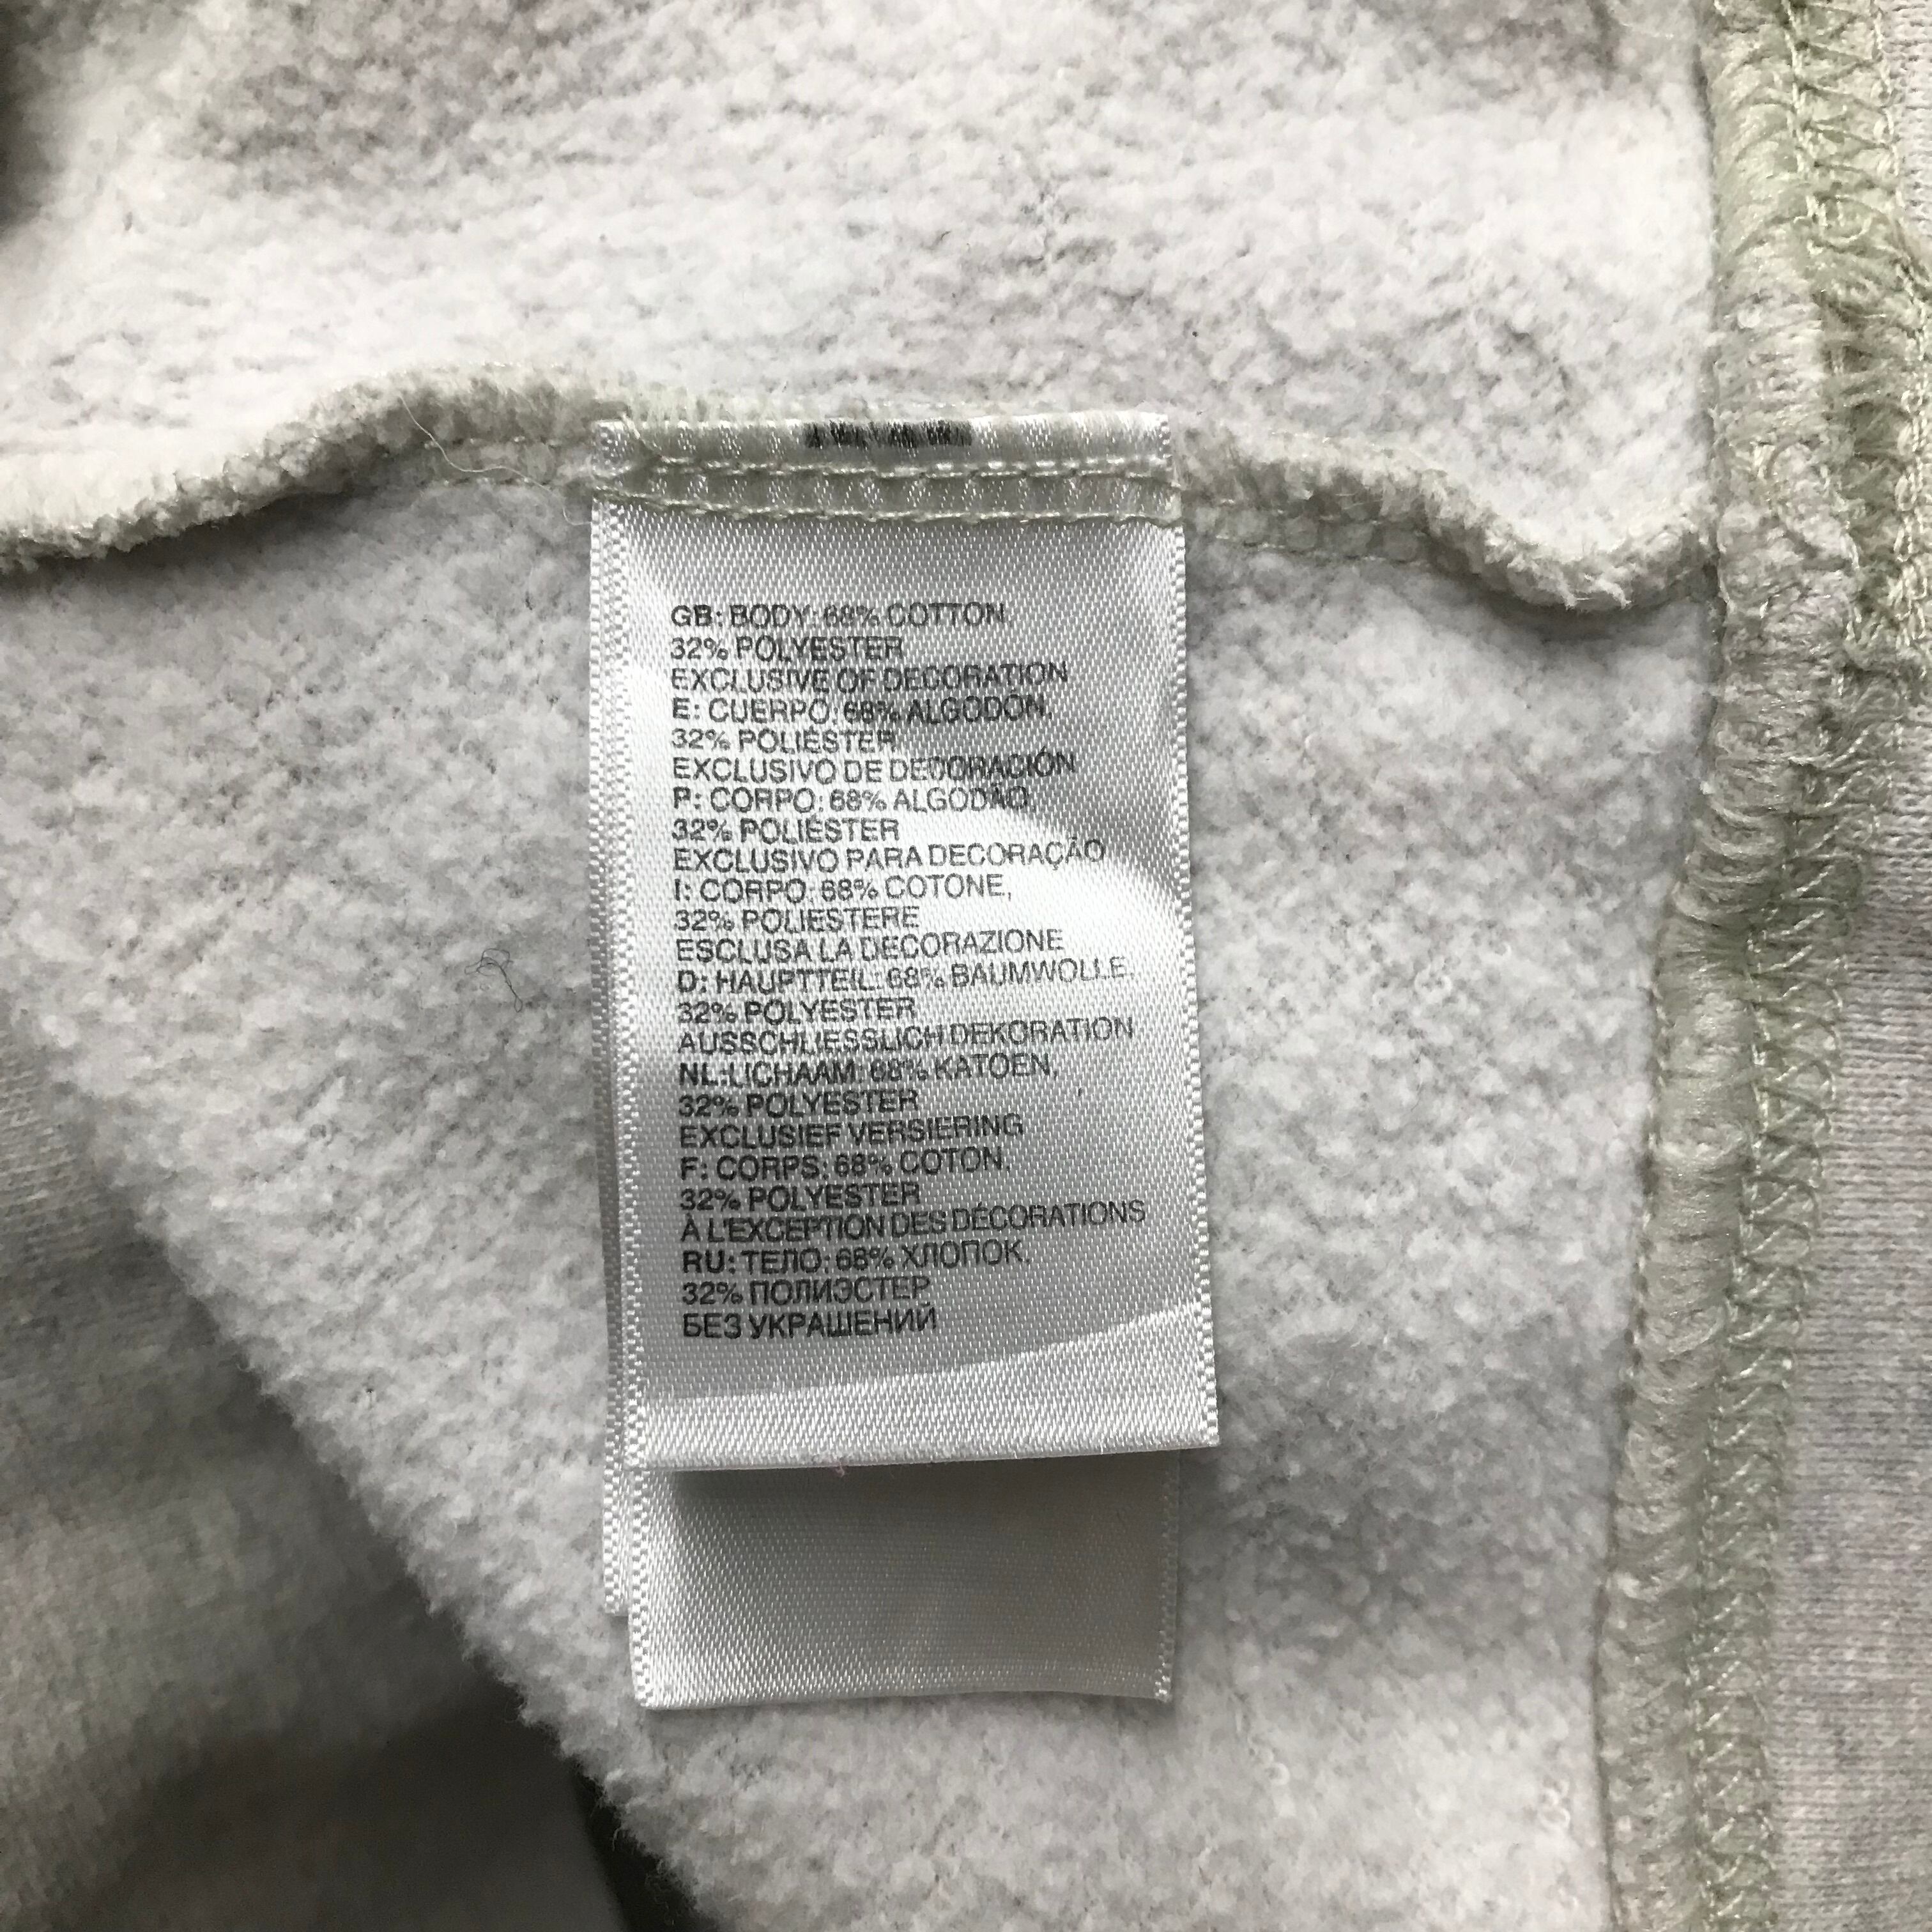 GB: BODY: 68% COTTON
32% POLYESTER
EXCLUSIVE OF DECORATION
E: CUERPO: 68% ALGODON,
32% POLIÉSTER
EXCLUSIVO DE DECORACIÓN
P: CORPO: 68% ALGODÃO,
32% POLIÉSTER
EXCLUSIVO PARA DECORAÇÃO
I: CORPO: 68% COTONE,
32% POLIESTERE
ESCLUSA LA DECORAZIONE
D: HAUPTTEIL: 68% BAUMWOLLE,
32% POLYESTER
AUSSCHLIESSLICH DEKORATION
NL:LICHAAM: 68% KATOEN,
32% POLYESTER
EXCLUSIEF VERSIERING
F: CORPS: 68% COTON,
32% POLYESTER
À L'EXCEPTION DES DÉCORATIONS
RU: ТЕЛО: 68% ХЛОПОК,
32% ПОЛИЭСТЕР
БЕЗ УКРАШЕНИЙ